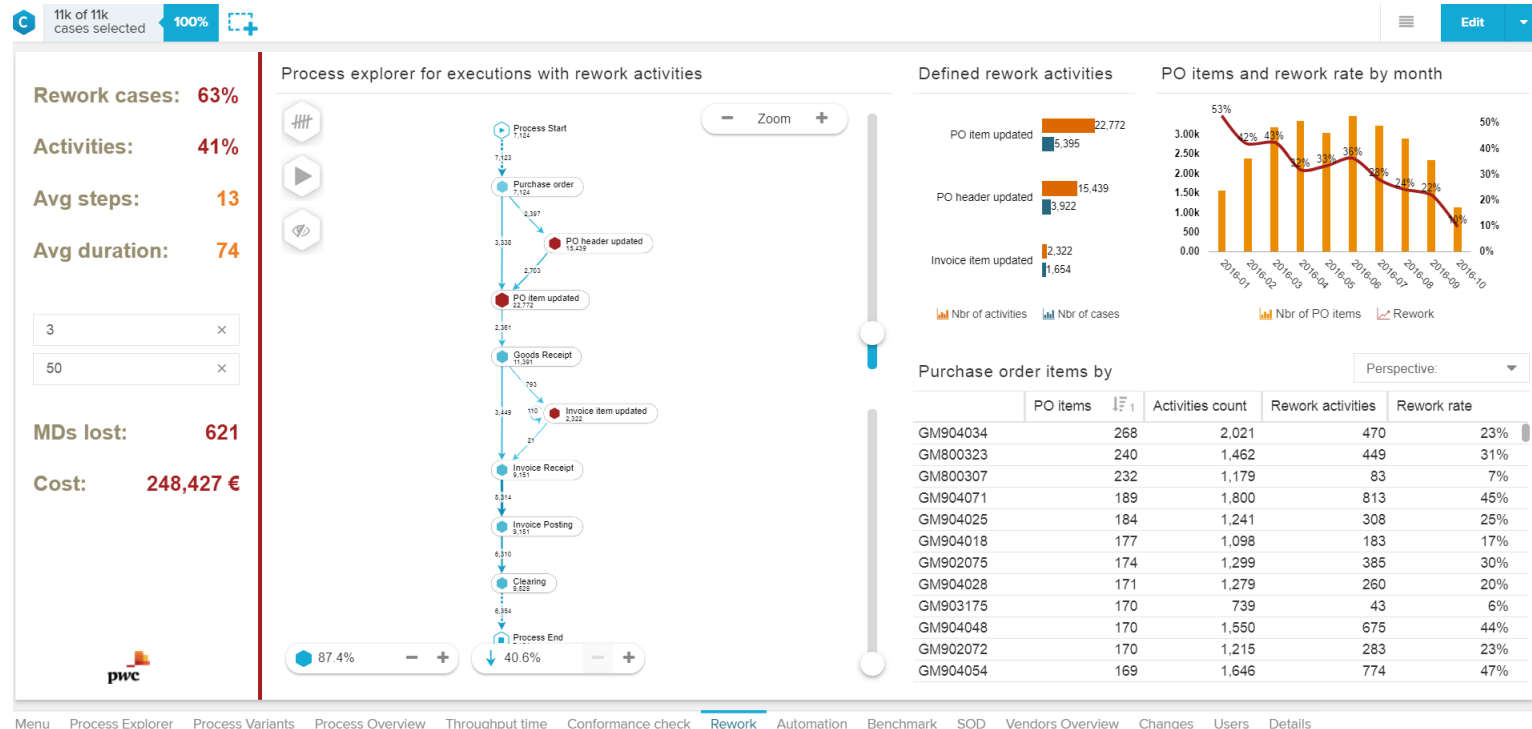 C
11k of 11k
cases selected
100%
Edit
Rework cases: 63%
Activities: 41%
Avg steps: 13
Avg duration: 74
3 ×
50 ×
MDs lost: 621
Cost: 248,427 €
pwc
Process explorer for executions with rework activities
− Zoom +
Process Start
7,124
7,123
Purchase order
7,124
2,397
3,338
PO header updated
15,439
2,703
PO item updated
22,772
2,381
Goods Receipt
11,391
793
3,449
110
Invoice item updated
2,322
21
Invoice Receipt
9,151
8,314
Invoice Posting
9,151
6,310
Clearing
9,529
6,354
Process End
87.4% − +
40.6% − +
Defined rework activities
PO item updated
22,772
5,395
PO header updated
15,439
3,922
Invoice item updated
2,322
1,654
Nbr of activities Nbr of cases
PO items and rework rate by month
3.00k
2.50k
2.00k
1.50k
1.00k
500
0.00
53%
42%
43%
32%
33%
36%
28%
24%
22%
10%
50%
40%
30%
20%
10%
0%
2016-01
2016-02
2016-03
2016-04
2016-05
2016-06
2016-07
2016-08
2016-09
2016-10
Nbr of PO items Rework
Purchase order items by
Perspective:
PO items 1 Activities count Rework activities Rework rate
GM904034 268 2,021 470 23%
GM800323 240 1,462 449 31%
GM800307 232 1,179 83 7%
GM904071 189 1,800 813 45%
GM904025 184 1,241 308 25%
GM904018 177 1,098 183 17%
GM902075 174 1,299 385 30%
GM904028 171 1,279 260 20%
GM903175 170 739 43 6%
GM904048 170 1,550 675 44%
GM902072 170 1,215 283 23%
GM904054 169 1,646 774 47%
Menu Process Explorer Process Variants Process Overview Throughput time Conformance check Rework Automation Benchmark SOD Vendors Overview Changes Users Details